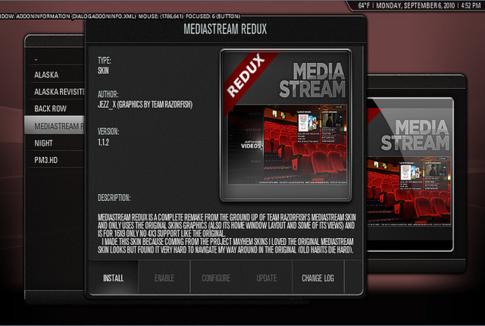 64°F | MONDAY, SEPTEMBER 6, 2010 | 4:52 PM
DOW: ADDONINFORMATION (DIALOGADDONINFO.XML) MOUSE: (1786,641) FOCUSED: 6 (BUTTON)
MEDIASTREAM REDUX
..
ALASKA
ALASKA REVISITE
BACK ROW
MEDIASTREAM R
NIGHT
PM3.HD
TYPE:
SKIN
AUTHOR:
JEZZ_X (GRAPHICS BY TEAM RAZORFISH)
VERSION:
1.1.2
REDUX
MEDIA
STREAM
VIDEOS
MEDIA
STREAM
DESCRIPTION:
MEDIASTREAM REDUX IS A COMPLETE REMAKE FROM THE GROUND UP OF TEAM RAZORFISH'S MEDIASTREAM SKIN
AND ONLY USES THE ORIGINAL SKINS GRAPHICS (ALSO ITS HOME WINDOW LAYOUT AND SOME OF ITS VIEWS) AND
IS FOR 16X9 ONLY NO 4X3 SUPPORT LIKE THE ORIGINAL.
I MADE THIS SKIN BECAUSE COMING FROM THE PROJECT MAYHEM SKINS I LOVED THE ORIGINAL MEDIASTREAM
SKIN LOOKS BUT FOUND IT VERY HARD TO NAVIGATE MY WAY AROUND IN THE ORIGINAL (OLD HABITS DIE HARD).
INSTALL
ENABLE
CONFIGURE
UPDATE
CHANGE LOG